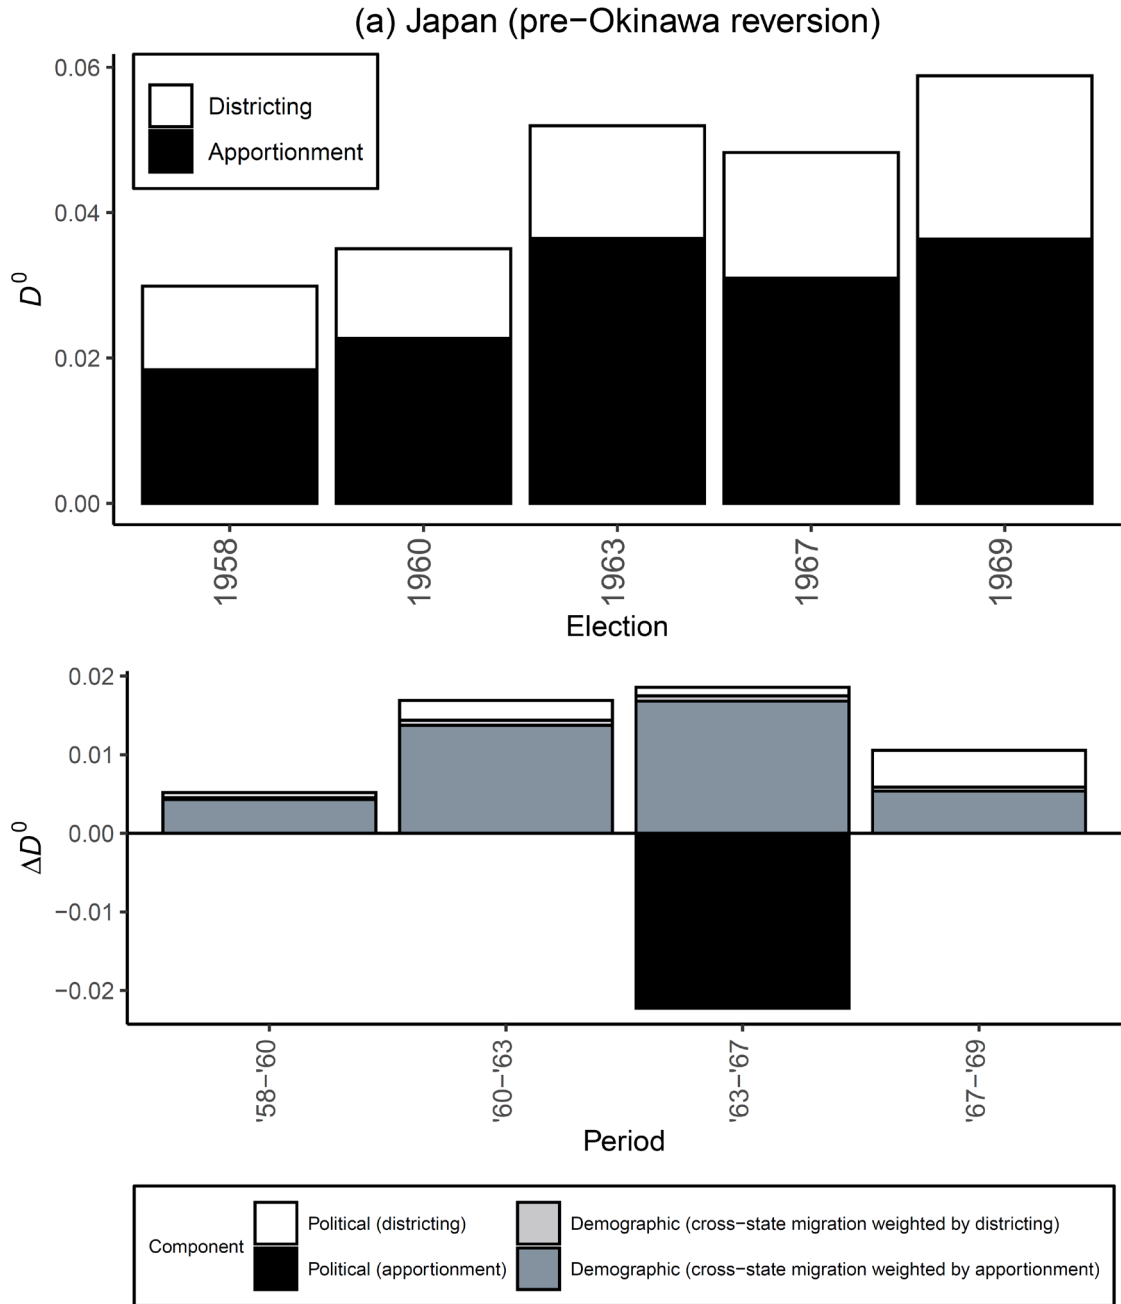 (a) Japan (pre−Okinawa reversion)
0.06
0.04
0.02
0.00
D⁰
Districting
Apportionment
1958
1960
1963
1967
1969
Election
0.02
0.01
0.00
−0.01
−0.02
ΔD⁰
'58−'60
'60−'63
'63−'67
'67−'69
Period
Component
Political (districting)
Demographic (cross−state migration weighted by districting)
Political (apportionment)
Demographic (cross−state migration weighted by apportionment)